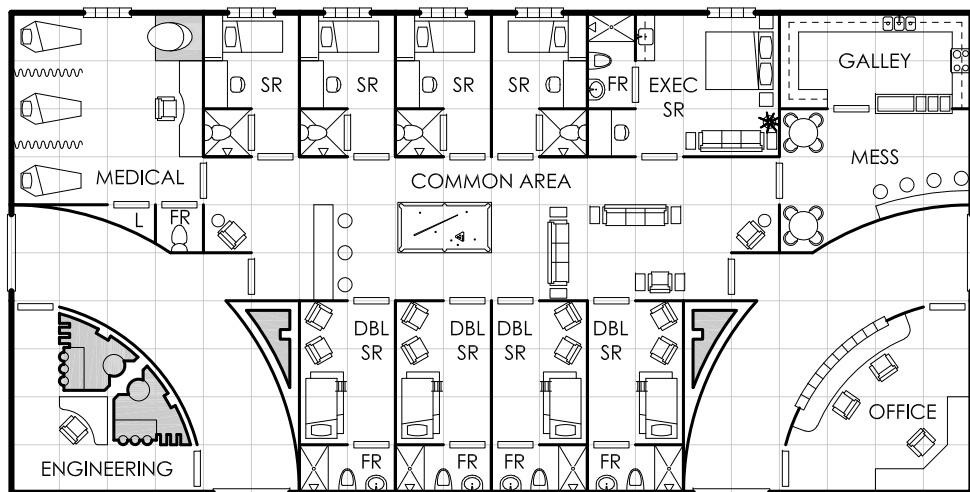 GALLEY
SR
SR
SR
SR
FR
EXEC
SR
MESS
MEDICAL
COMMON AREA
L
FR
DBL
SR
DBL
SR
DBL
SR
DBL
SR
OFFICE
ENGINEERING
FR
FR
FR
FR